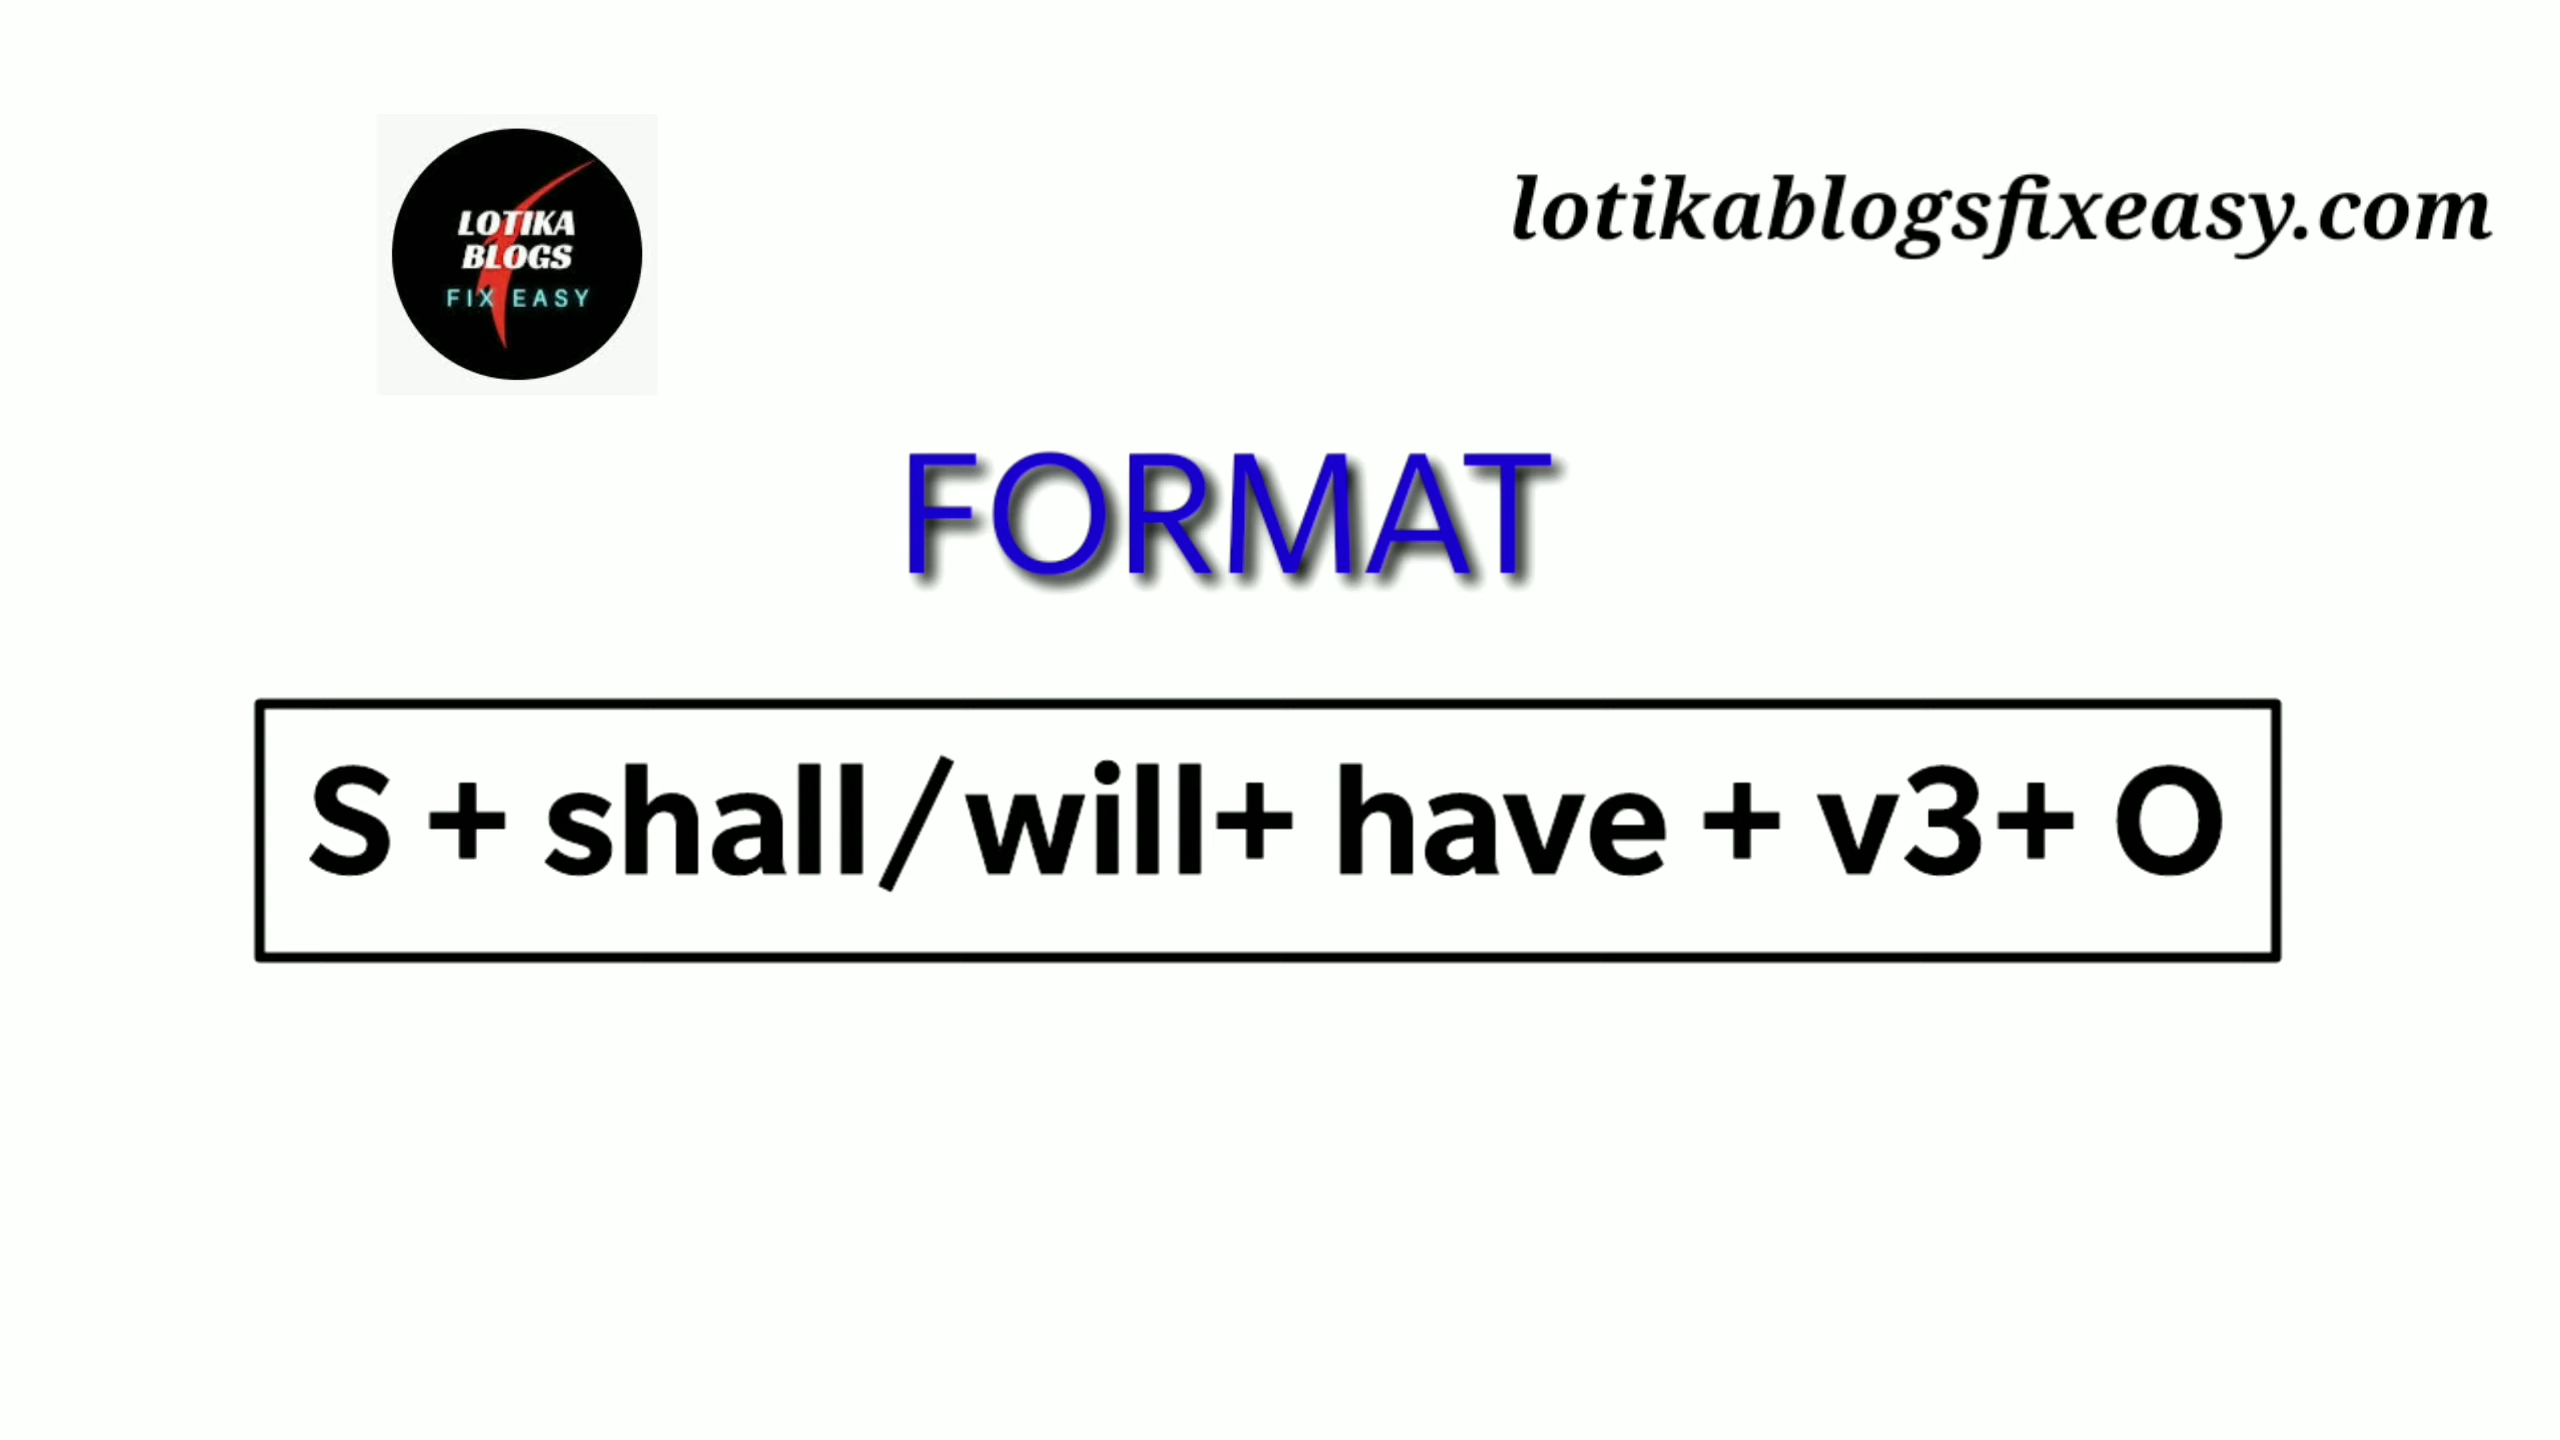 LOTIKA
BLOGS
FIX EASY
lotikablogsfixeasy.com
FORMAT
S + shall/will+ have + v3+ O